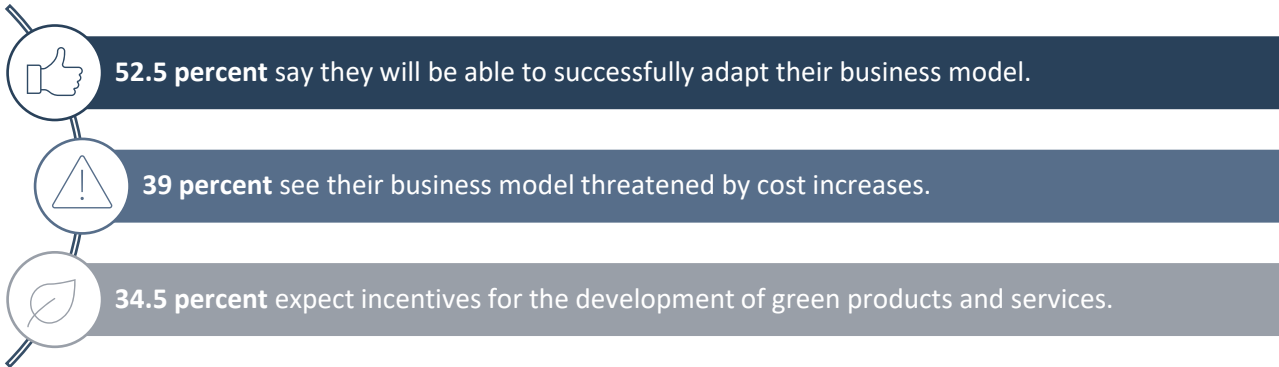 52.5 percent say they will be able to successfully adapt their business model.
39 percent see their business model threatened by cost increases.
34.5 percent expect incentives for the development of green products and services.